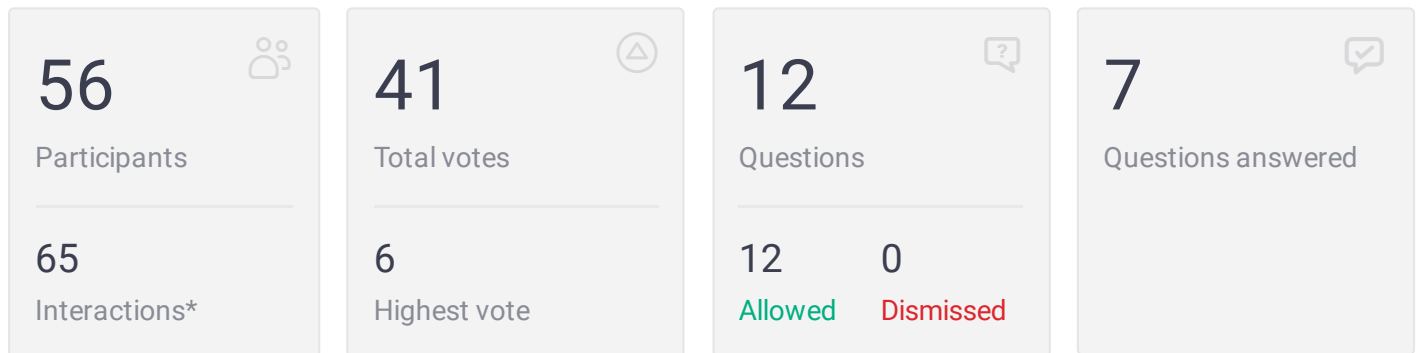 56
Participants
65
Interactions*
41
Total votes
6
Highest vote
12
Questions
12 0
Allowed Dismissed
7
Questions answered